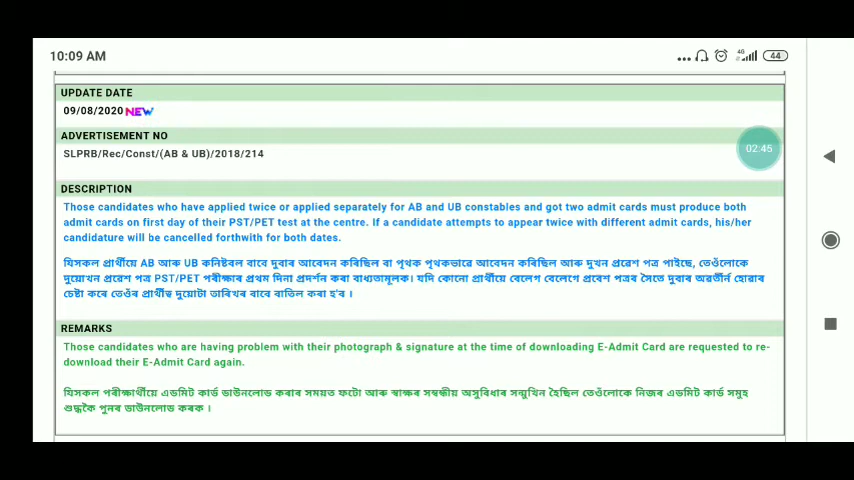 10:09 AM
4G
44
UPDATE DATE
09/08/2020 NEW
ADVERTISEMENT NO
SLPRB/Rec/Const/(AB & UB)/2018/214
02:45
DESCRIPTION
Those candidates who have applied twice or applied separately for AB and UB constables and got two admit cards must produce both
admit cards on first day of their PST/PET test at the centre. If a candidate attempts to appear twice with different admit cards, his/her
candidature will be cancelled forthwith for both dates.
যিসকল প্ৰাৰ্থীয়ে AB আৰু UB কনিষ্টবল বাবে দুবাৰ আবেদন কৰিছিল বা পৃথক পৃথকভাৱে আবেদন কৰিছিল আৰু দুখন প্ৰৱেশ পত্ৰ পাইছে, তেওঁলোকে
দুয়োখন প্ৰৱেশ পত্ৰ PST/PET পৰীক্ষাৰ প্ৰথম দিনা প্ৰদৰ্শন কৰা বাধ্যতামূলক। যদি কোনো প্ৰাৰ্থীয়ে বেলেগ বেলেগে প্ৰবেশ পত্ৰৰ সৈতে দুবাৰ অৱতীৰ্ন হোৱাৰ
চেষ্টা কৰে তেওঁৰ প্ৰাৰ্থীত্ব দুয়োটা তাৰিখৰ বাবে বাতিল কৰা হ'ব ।
REMARKS
Those candidates who are having problem with their photograph & signature at the time of downloading E-Admit Card are requested to re-
download their E-Admit Card again.
যিসকল পৰীক্ষাৰ্থীয়ে এডমিট কাৰ্ড ডাউনলোড কৰাৰ সময়ত ফটো আৰু স্বাক্ষৰ সম্বন্ধীয় অসুবিধাৰ সন্মুখিন হৈছিল তেওঁলোকে নিজৰ এডমিট কাৰ্ড সমূহ
শুদ্ধকৈ পুনৰ ডাউনলোড কৰক ।